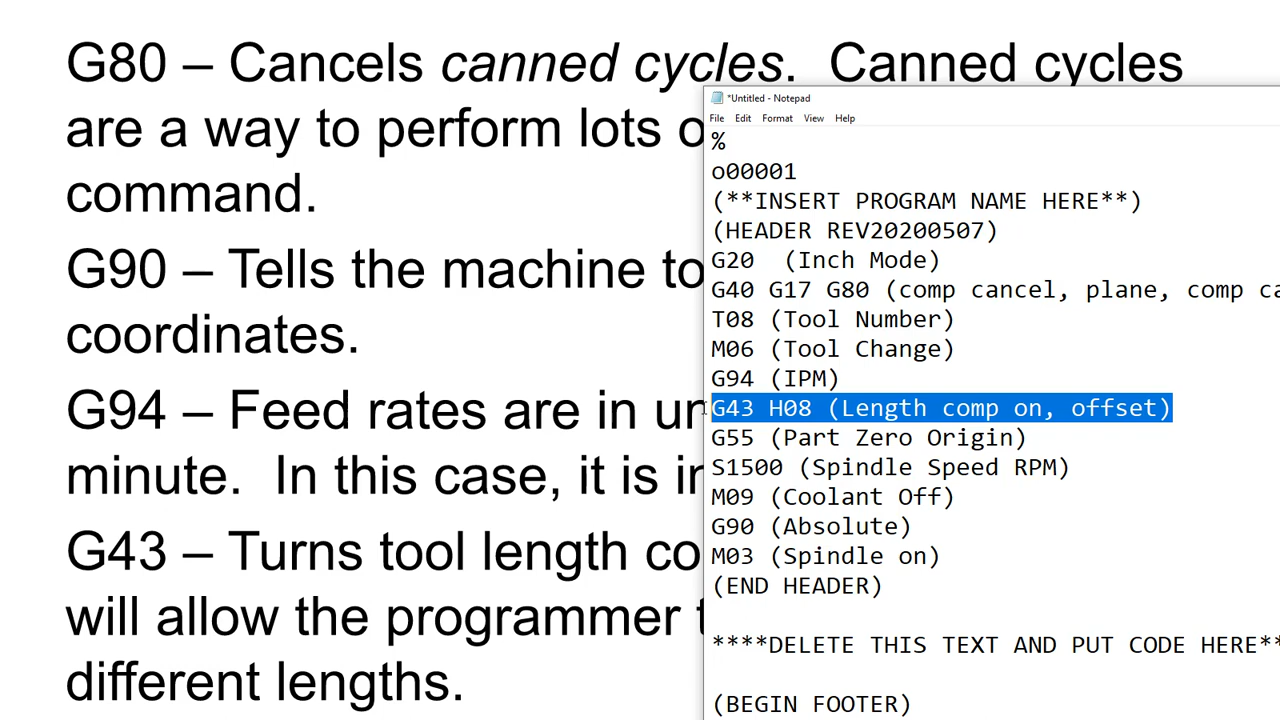 G80 – Cancels canned cycles. Canned cycles
are a way to perform lots o
command.
G90 – Tells the machine to
coordinates.
G94 – Feed rates are in un
minute. In this case, it is in
G43 – Turns tool length co
will allow the programmer t
different lengths.
*Untitled - Notepad
File Edit Format View Help
%
o00001
(**INSERT PROGRAM NAME HERE**)
(HEADER REV20200507)
G20 (Inch Mode)
G40 G17 G80 (comp cancel, plane, comp ca
T08 (Tool Number)
M06 (Tool Change)
G94 (IPM)
G43 H08 (Length comp on, offset)
G55 (Part Zero Origin)
S1500 (Spindle Speed RPM)
M09 (Coolant Off)
G90 (Absolute)
M03 (Spindle on)
(END HEADER)
****DELETE THIS TEXT AND PUT CODE HERE**
(BEGIN FOOTER)